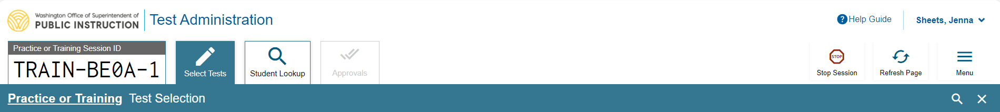 Washington Office of Superintendent of
PUBLIC INSTRUCTION
Test Administration
?
Help Guide
Sheets, Jenna
Practice or Training Session ID
TRAIN-BE0A-1
Select Tests
Student Lookup
Approvals
STOP
Stop Session
Refresh Page
Menu
Practice or Training Test Selection